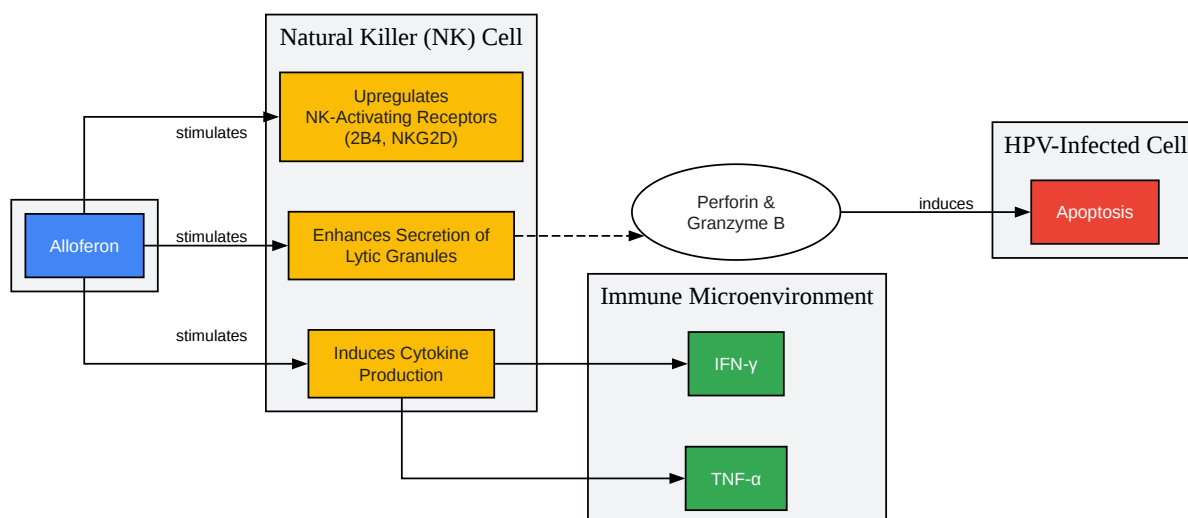 Natural Killer (NK) Cell
Upregulates
NK-Activating Receptors
(2B4, NKG2D)
stimulates
HPV-Infected Cell
Perforin &
Granzyme B
induces
Apoptosis
Alloferon
stimulates
Enhances Secretion of
Lytic Granules
Immune Microenvironment
stimulates
Induces Cytokine
Production
IFN-γ
TNF-α